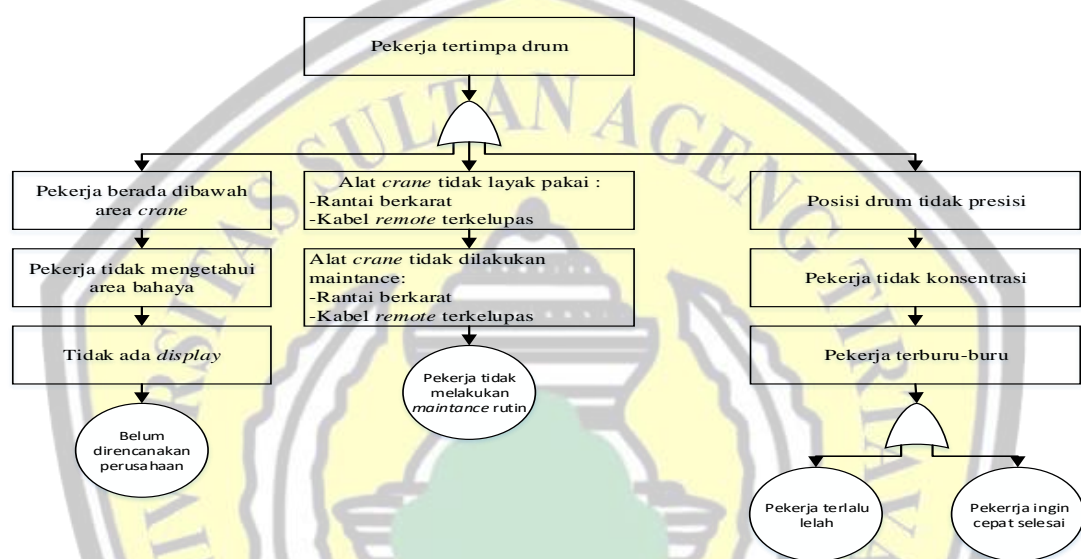 Pekerja tertimpa drum
Pekerja berada dibawah
area crane
Alat crane tidak layak pakai :
-Rantai berkarat
-Kabel remote terkelupas
Posisi drum tidak presisi
Pekerja tidak mengetahui
area bahaya
Alat crane tidak dilakukan
maintance:
-Rantai berkarat
-Kabel remote terkelupas
Pekerja tidak konsentrasi
Tidak ada display
Pekerja terburu-buru
Pekerja tidak
melakukan
maintance rutin
Belum
direncanakan
perusahaan
Pekerja terlalu
lelah
Pekerrja ingin
cepat selesai
SULTAN AGENG